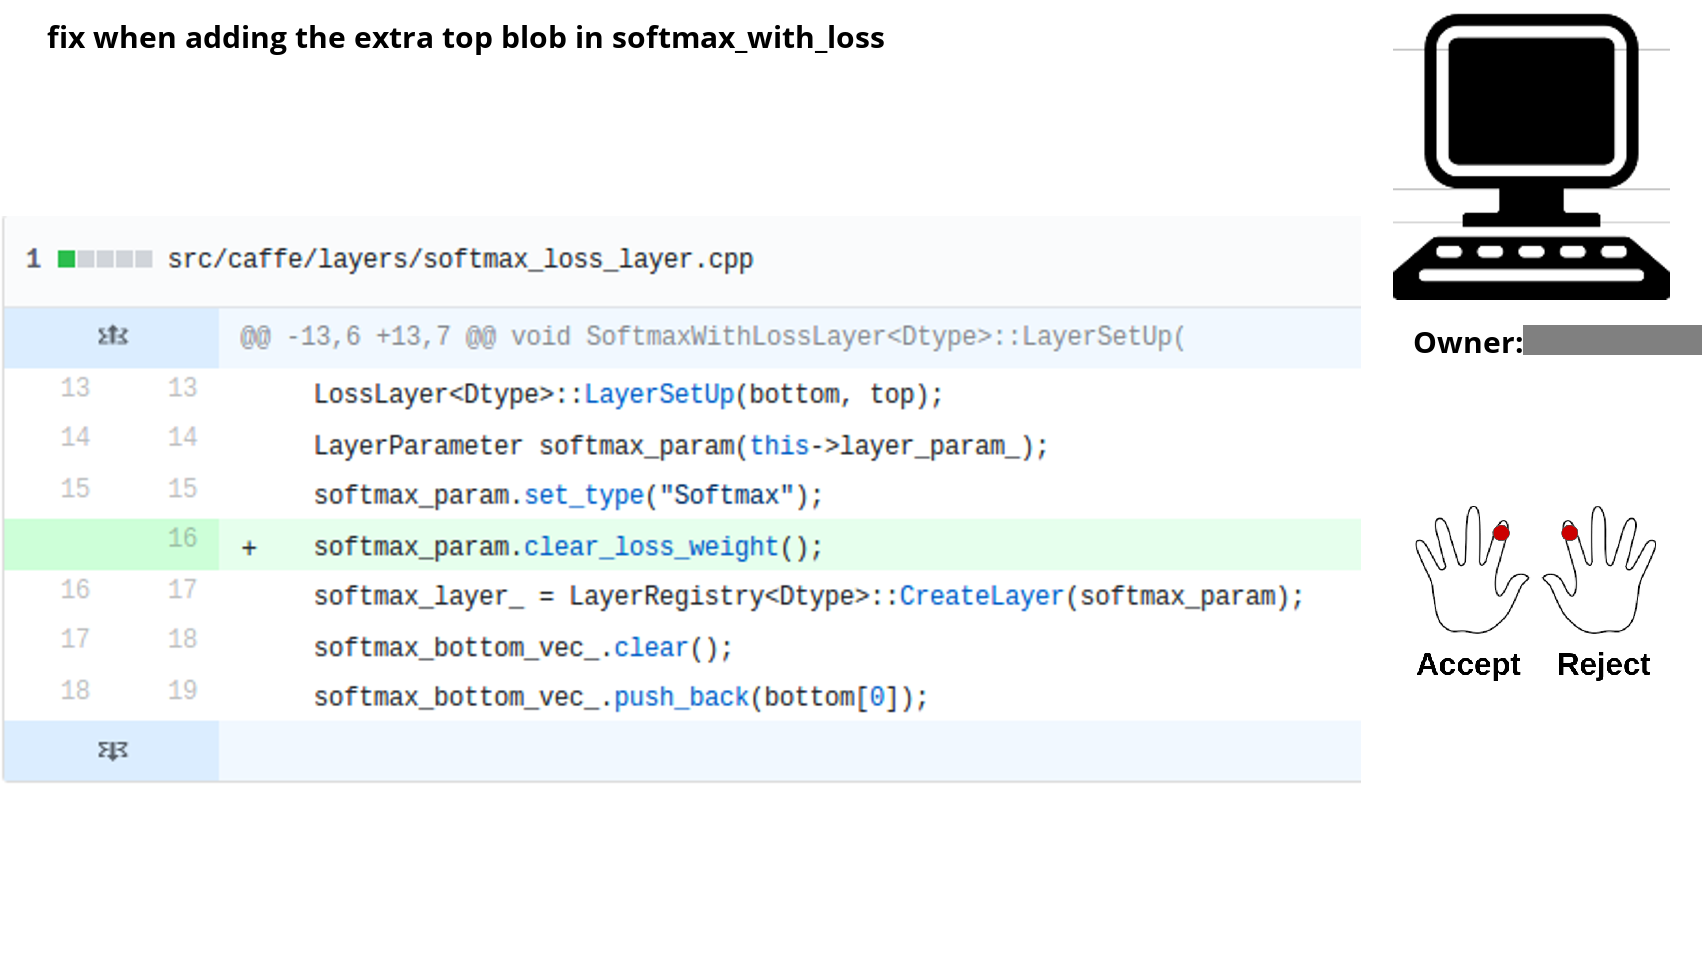 fix when adding the extra top blob in softmax_with_loss
1 src/caffe/layers/softmax_loss_layer.cpp
@@ -13,6 +13,7 @@ void SoftmaxWithLossLayer<Dtype>::LayerSetUp(
13 13 LossLayer<Dtype>::LayerSetUp(bottom, top);
14 14 LayerParameter softmax_param(this->layer_param_);
15 15 softmax_param.set_type("Softmax");
16 + softmax_param.clear_loss_weight();
16 17 softmax_layer_ = LayerRegistry<Dtype>::CreateLayer(softmax_param);
17 18 softmax_bottom_vec_.clear();
18 19 softmax_bottom_vec_.push_back(bottom[0]);
Owner:
Accept Reject